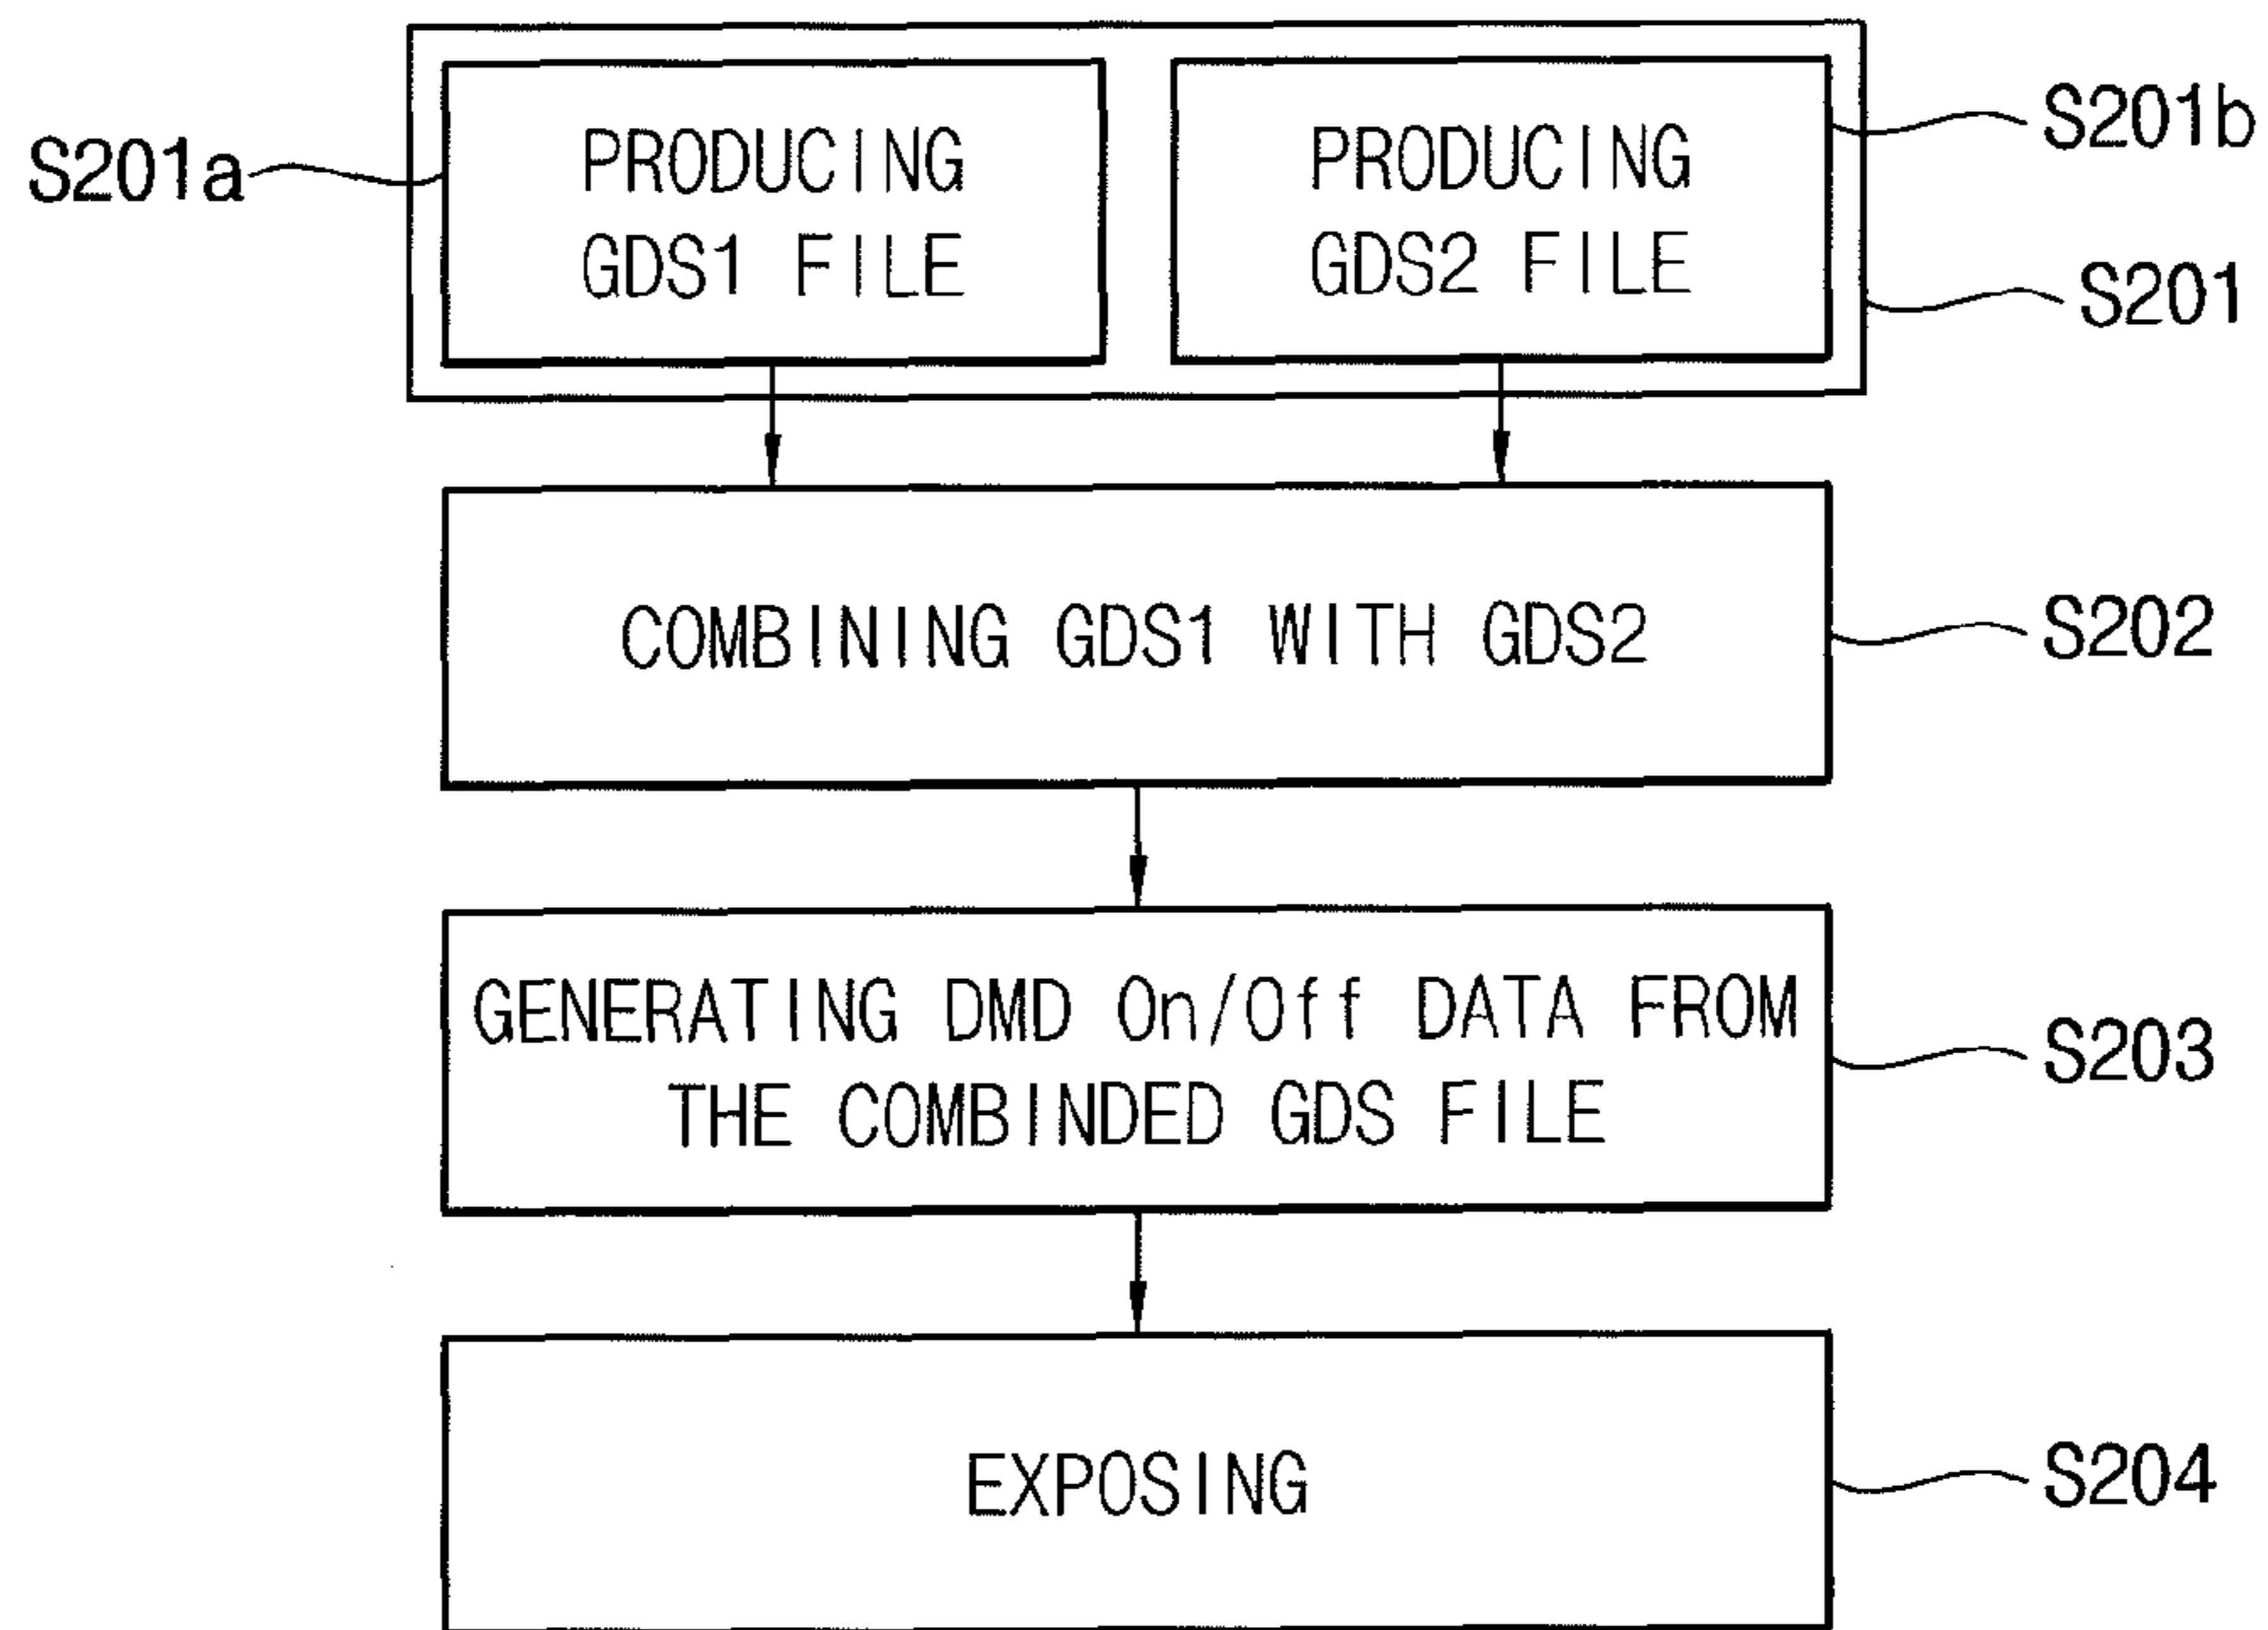 S201a
PRODUCING
GDS1 FILE
PRODUCING
GDS2 FILE
S201b
S201
COMBINING GDS1 WITH GDS2
S202
GENERATING DMD On/Off DATA FROM
THE COMBINDED GDS FILE
S203
EXPOSING
S204